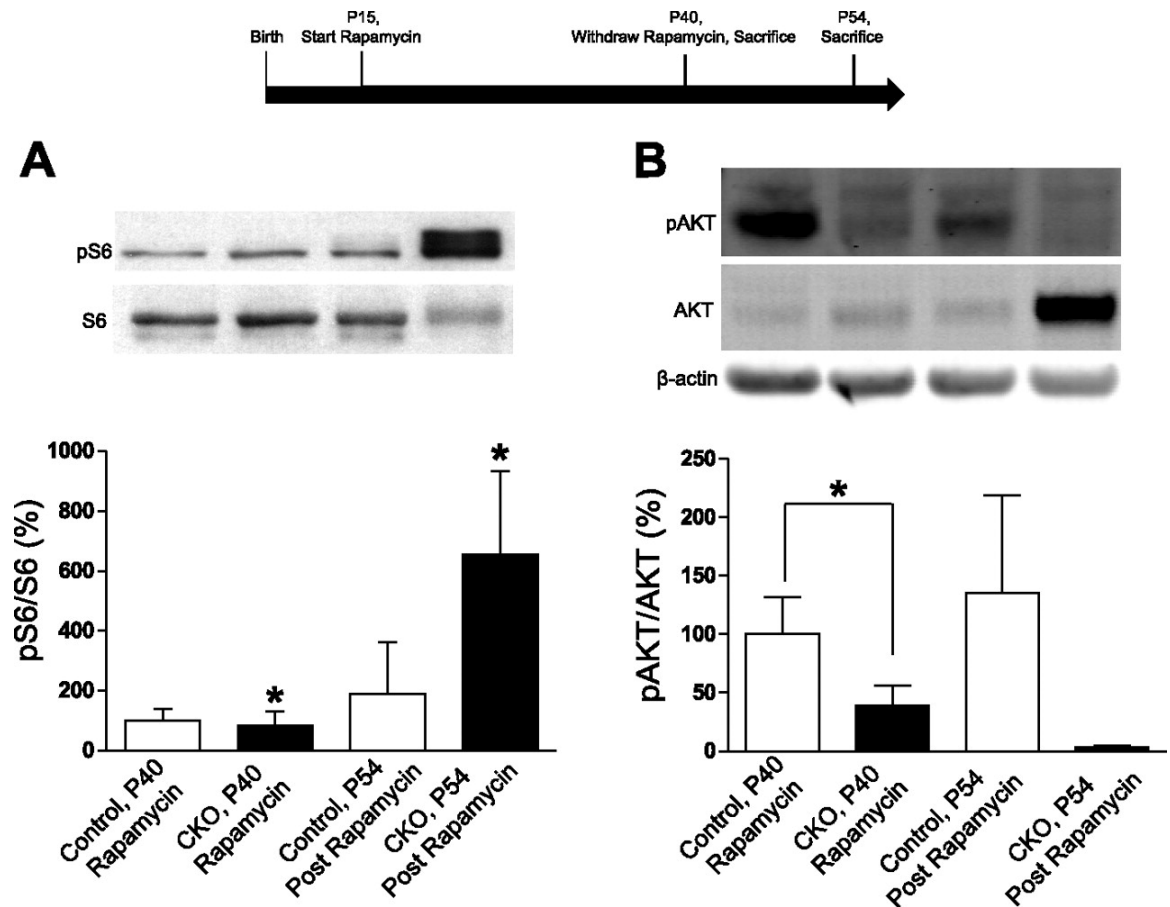 P15,
Start Rapamycin
Birth
P40,
Withdraw Rapamycin, Sacrifice
P54,
Sacrifice
A
pS6
S6
pS6/S6 (%)
1000
800
600
400
200
0
*
*
Control, P40
Rapamycin
CKO, P40
Rapamycin
Control, P54
Post Rapamycin
CKO, P54
Post Rapamycin
B
pAKT
AKT
β-actin
pAKT/AKT (%)
250
200
150
100
50
0
*
Control, P40
Rapamycin
CKO, P40
Rapamycin
Control, P54
Post Rapamycin
CKO, P54
Post Rapamycin